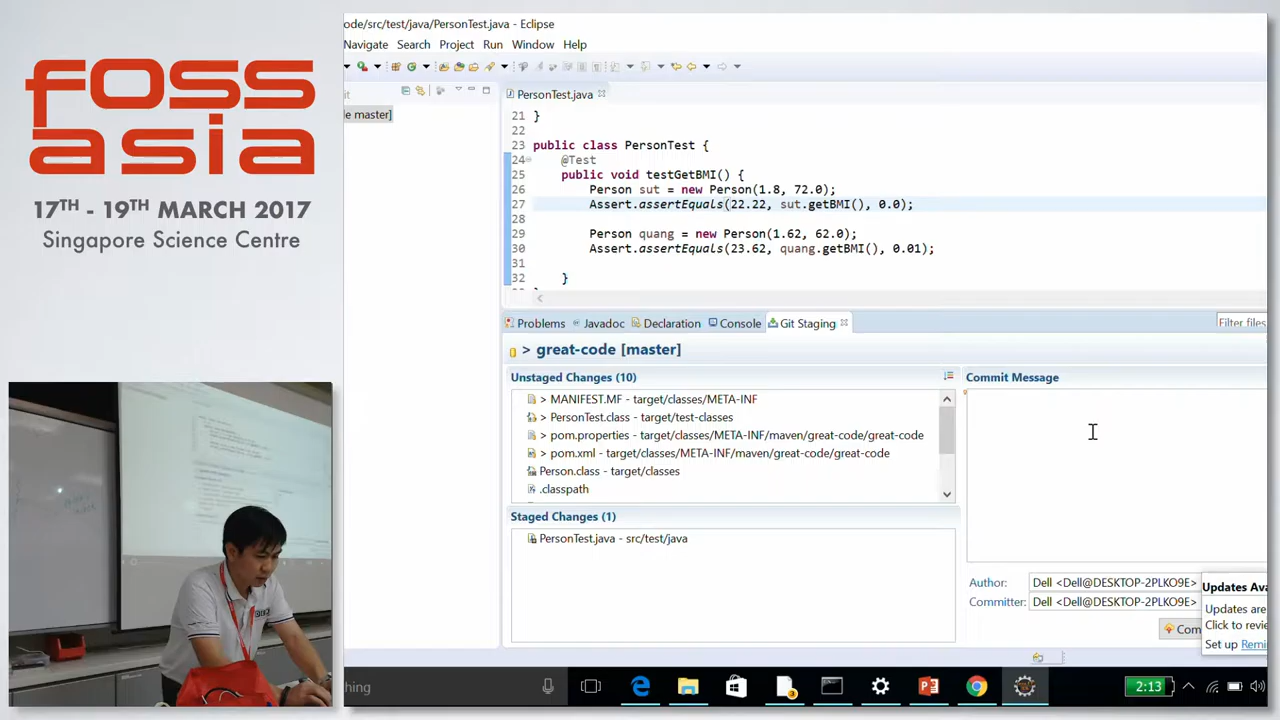 foss
asia
17TH - 19TH MARCH 2017
Singapore Science Centre
ode/src/test/java/PersonTest.java - Eclipse
Navigate Search Project Run Window Help
it
PersonTest.java
e master]
21 }
22
23 public class PersonTest {
24 @Test
25 public void testGetBMI() {
26 Person sut = new Person(1.8, 72.0);
27 Assert.assertEquals(22.22, sut.getBMI(), 0.0);
28
29 Person quang = new Person(1.62, 62.0);
30 Assert.assertEquals(23.62, quang.getBMI(), 0.01);
31
32 }
Problems Javadoc Declaration Console Git Staging
Filter files
> great-code [master]
Unstaged Changes (10)
> MANIFEST.MF - target/classes/META-INF
> PersonTest.class - target/test-classes
> pom.properties - target/classes/META-INF/maven/great-code/great-code
> pom.xml - target/classes/META-INF/maven/great-code/great-code
Person.class - target/classes
.classpath
Staged Changes (1)
PersonTest.java - src/test/java
Commit Message
Author: Dell <Dell@DESKTOP-2PLKO9E>
Committer: Dell <Dell@DESKTOP-2PLKO9E>
Com
Updates Ava
Updates are
Click to revie
Set up Remi
hing
2:13